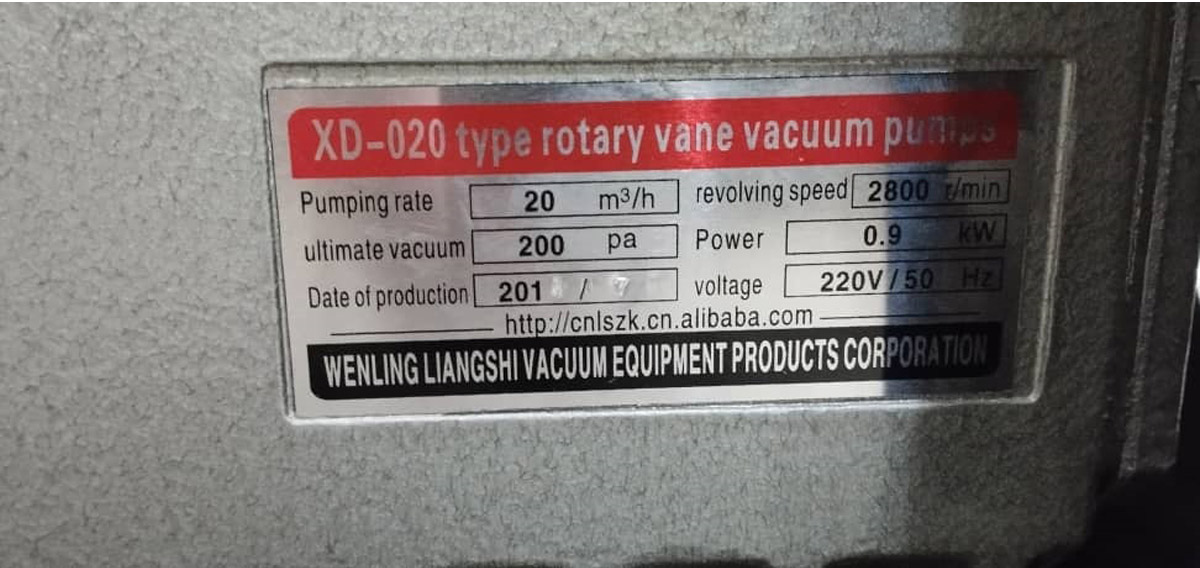 XD-020 type rotary vane vacuum pumps
Pumping rate 20 m³/h revolving speed 2800 r/min
ultimate vacuum 200 pa Power 0.9 kW
Date of production 201 / voltage 220V/50 Hz
http://cnlszk.cn.alibaba.com
WENLING LIANGSHI VACUUM EQUIPMENT PRODUCTS CORPORATION